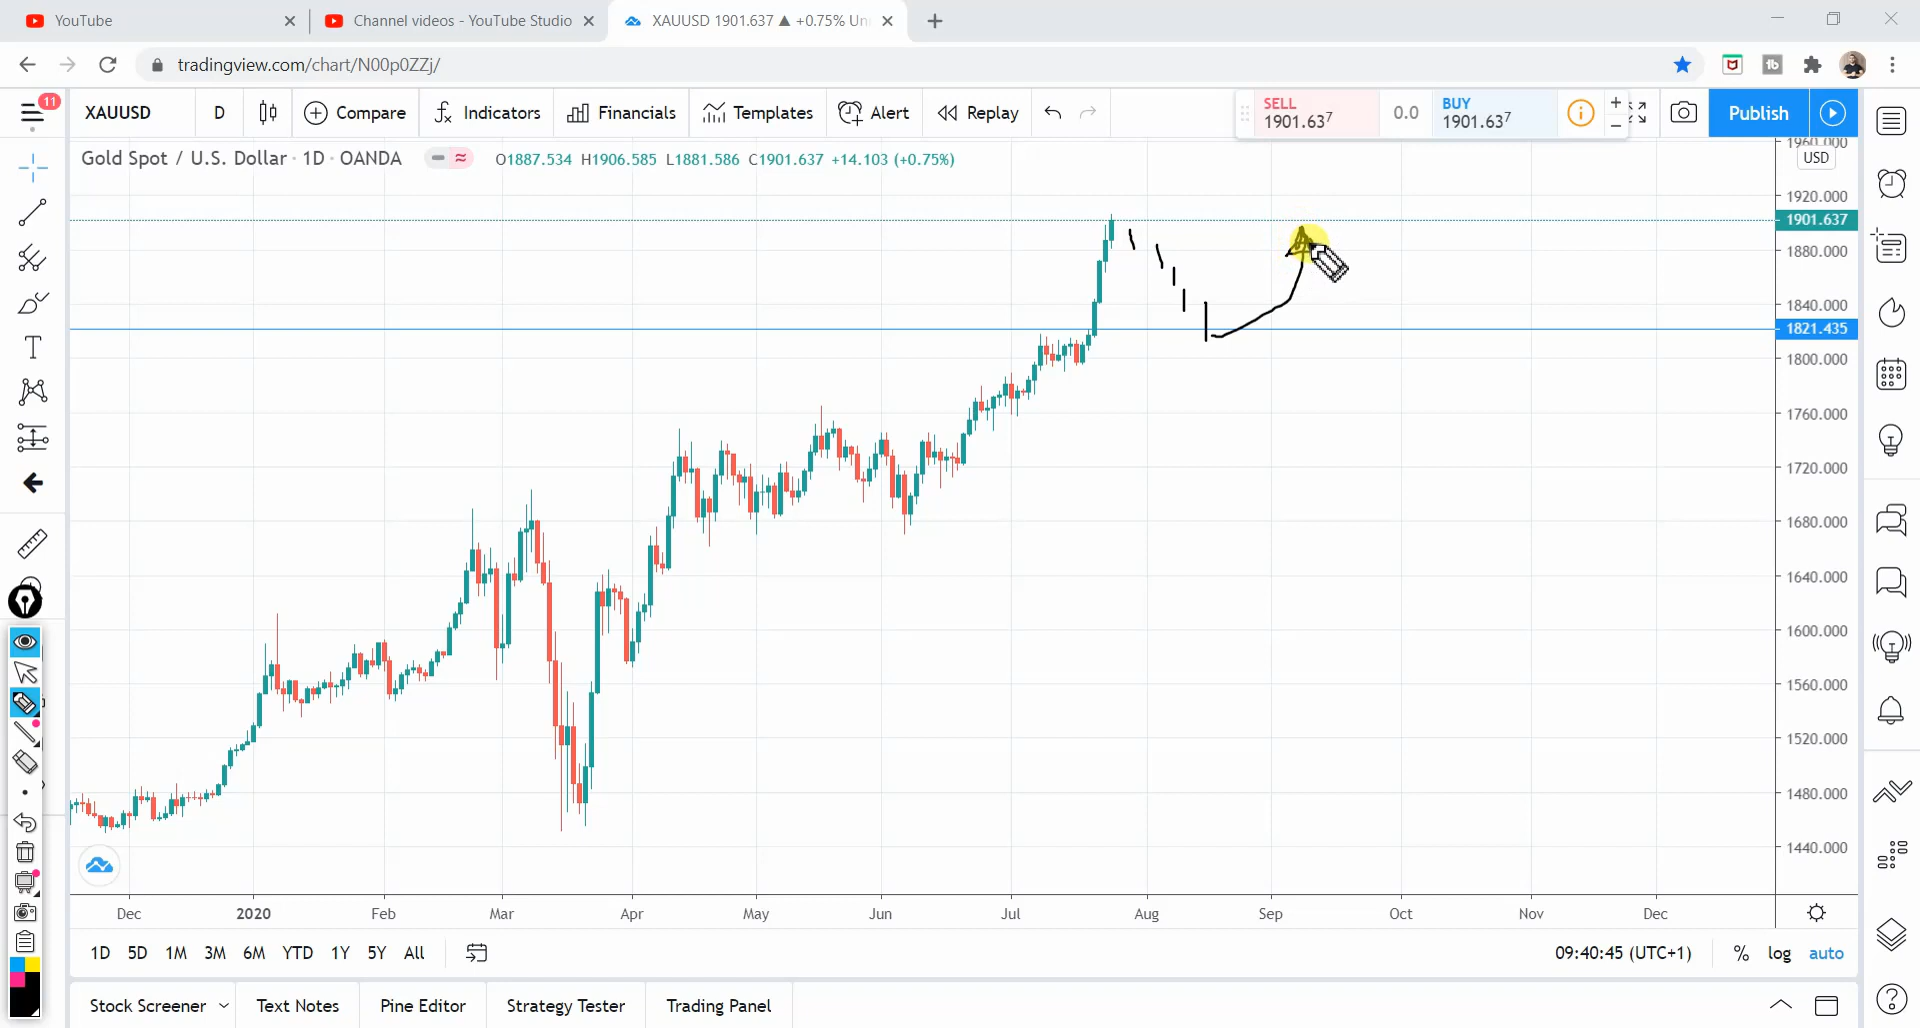 YouTube
Channel videos - YouTube Studio
XAUUSD 1901.637 ▲ +0.75%
tradingview.com/chart/N00p0ZZj/
11
XAUUSD D Compare Indicators Financials Templates Alert Replay
SELL
1901.637
0.0
BUY
1901.637
Publish
Gold Spot / U.S. Dollar · 1D · OANDA
O1887.534 H1906.585 L1881.586 C1901.637 +14.103 (+0.75%)
1960.000
USD
1920.000
1901.637
1880.000
1840.000
1821.435
1800.000
1760.000
1720.000
1680.000
1640.000
1600.000
1560.000
1520.000
1480.000
1440.000
Dec 2020 Feb Mar Apr May Jun Jul Aug Sep Oct Nov Dec
1D 5D 1M 3M 6M YTD 1Y 5Y All
09:40:45 (UTC+1) % log auto
Stock Screener Text Notes Pine Editor Strategy Tester Trading Panel